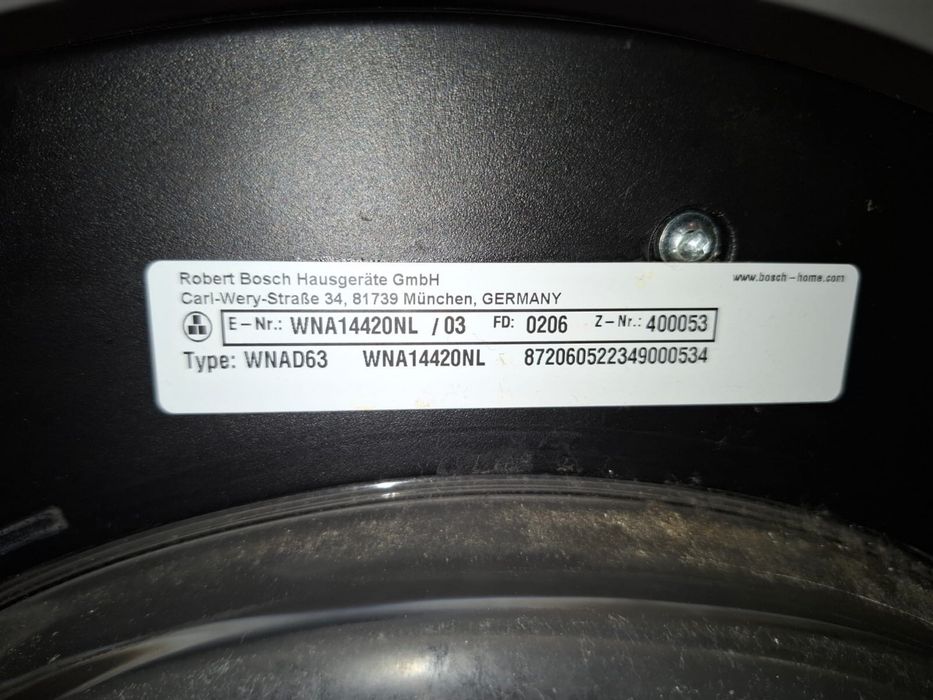 Robert Bosch Hausgeräte GmbH
www.bosch-home.com
Carl-Wery-Straße 34, 81739 München, GERMANY
E-Nr.: WNA14420NL /03 FD: 0206 Z-Nr.: 400053
Type: WNAD63 WNA14420NL 872060522349000534